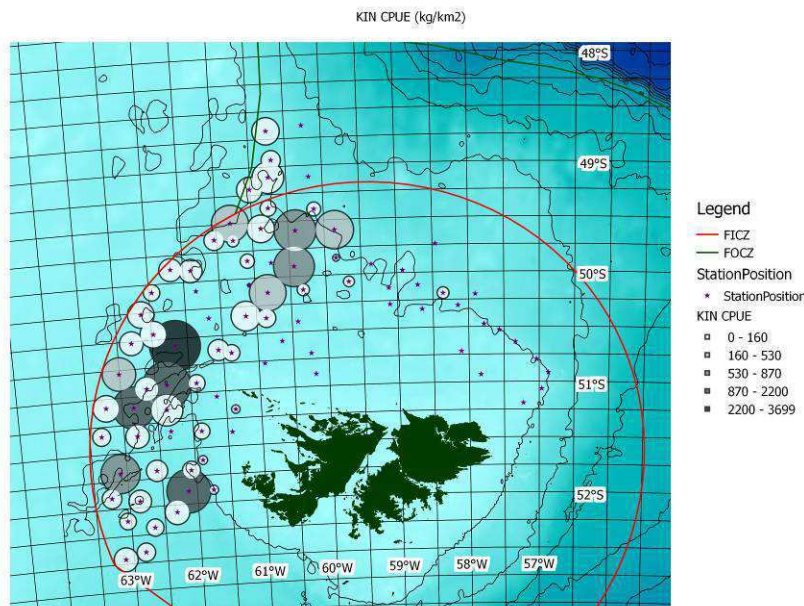 KIN CPUE (kg/km2)
48°S
49°S
50°S
51°S
52°S
63°W
62°W
61°W
60°W
59°W
58°W
57°W
Legend
FICZ
FOCZ
StationPosition
StationPosition
KIN CPUE
0 - 160
160 - 530
530 - 870
870 - 2200
2200 - 3699